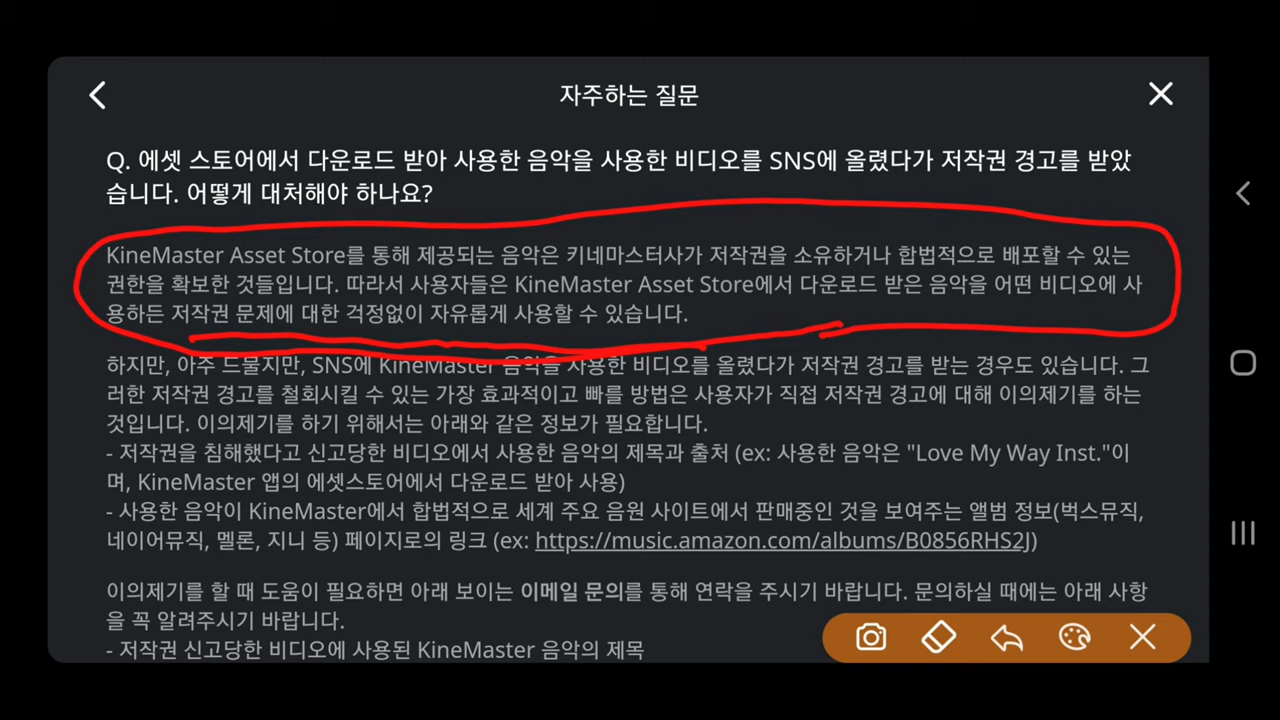 자주하는 질문
Q. 에셋 스토어에서 다운로드 받아 사용한 음악을 사용한 비디오를 SNS에 올렸다가 저작권 경고를 받았
습니다. 어떻게 대처해야 하나요?
KineMaster Asset Store를 통해 제공되는 음악은 키네마스터사가 저작권을 소유하거나 합법적으로 배포할 수 있는
권한을 확보한 것들입니다. 따라서 사용자들은 KineMaster Asset Store에서 다운로드 받은 음악을 어떤 비디오에 사
용하든 저작권 문제에 대한 걱정없이 자유롭게 사용할 수 있습니다.
하지만, 아주 드물지만, SNS에 KineMaster 음악을 사용한 비디오를 올렸다가 저작권 경고를 받는 경우도 있습니다. 그
러한 저작권 경고를 철회시킬 수 있는 가장 효과적이고 빠를 방법은 사용자가 직접 저작권 경고에 대해 이의제기를 하는
것입니다. 이의제기를 하기 위해서는 아래와 같은 정보가 필요합니다.
- 저작권을 침해했다고 신고당한 비디오에서 사용한 음악의 제목과 출처 (ex: 사용한 음악은 "Love My Way Inst."이
며, KineMaster 앱의 에셋스토어에서 다운로드 받아 사용)
- 사용한 음악이 KineMaster에서 합법적으로 세계 주요 음원 사이트에서 판매중인 것을 보여주는 앨범 정보(벅스뮤직,
네이어뮤직, 멜론, 지니 등) 페이지로의 링크 (ex: https://music.amazon.com/albums/B0856RHS2J)
이의제기를 할 때 도움이 필요하면 아래 보이는 이메일 문의를 통해 연락을 주시기 바랍니다. 문의하실 때에는 아래 사항
을 꼭 알려주시기 바랍니다.
- 저작권 신고당한 비디오에 사용된 KineMaster 음악의 제목